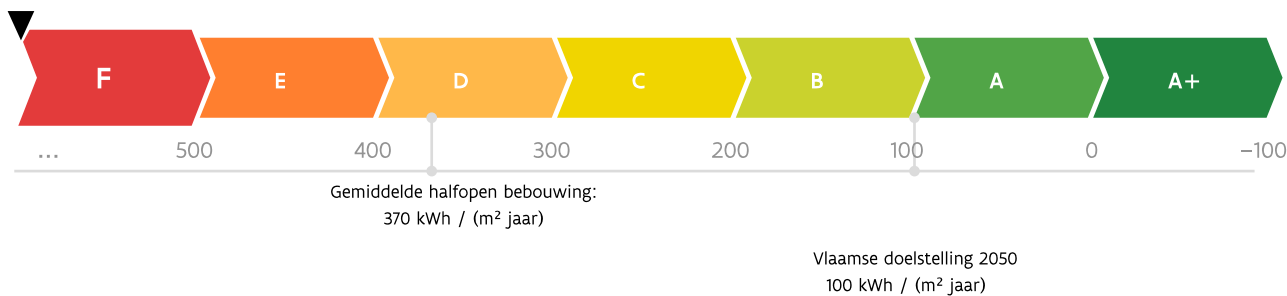 F E D C B A A+
... 500 400 300 200 100 0 −100
Gemiddelde halfopen bebouwing:
370 kWh / (m² jaar)
Vlaamse doelstelling 2050
100 kWh / (m² jaar)